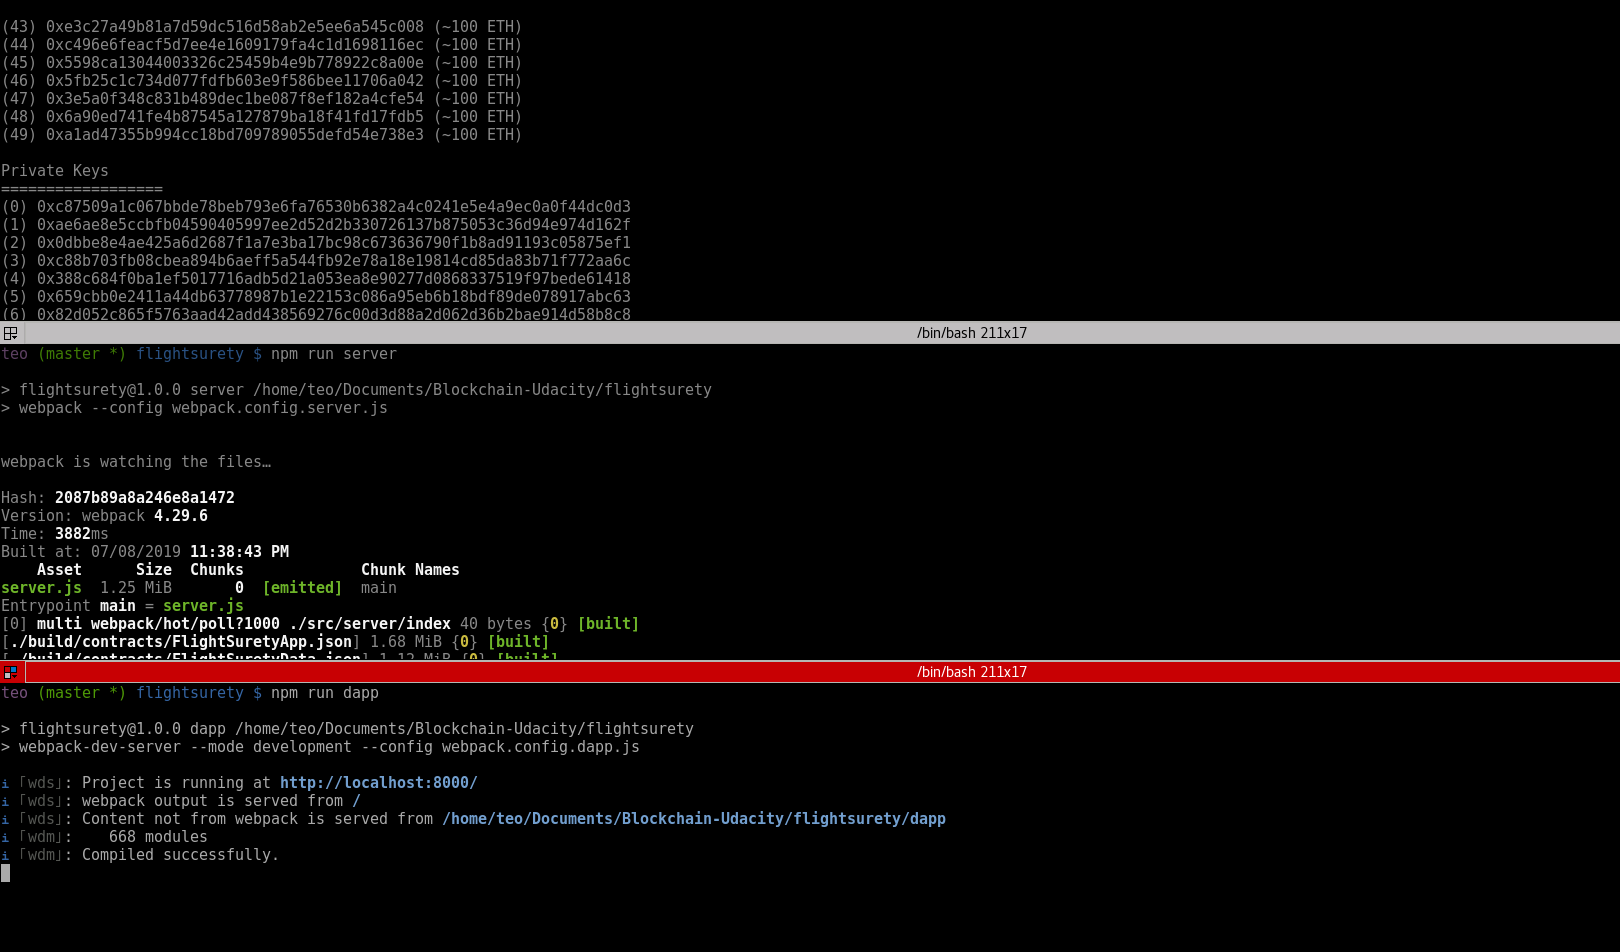 (43) 0xe3c27a49b81a7d59dc516d58ab2e5ee6a545c008 (~100 ETH)
(44) 0xc496e6feacf5d7ee4e1609179fa4c1d1698116ec (~100 ETH)
(45) 0x5598ca13044003326c25459b4e9b778922c8a00e (~100 ETH)
(46) 0x5fb25c1c734d077fdfb603e9f586bee11706a042 (~100 ETH)
(47) 0x3e5a0f348c831b489dec1be087f8ef182a4cfe54 (~100 ETH)
(48) 0x6a90ed741fe4b87545a127879ba18f41fd17fdb5 (~100 ETH)
(49) 0xa1ad47355b994cc18bd709789055defd54e738e3 (~100 ETH)
Private Keys
==================
(0) 0xc87509a1c067bbde78beb793e6fa76530b6382a4c0241e5e4a9ec0a0f44dc0d3
(1) 0xae6ae8e5ccbfb04590405997ee2d52d2b330726137b875053c36d94e974d162f
(2) 0x0dbbe8e4ae425a6d2687f1a7e3ba17bc98c673636790f1b8ad91193c05875ef1
(3) 0xc88b703fb08cbea894b6aeff5a544fb92e78a18e19814cd85da83b71f772aa6c
(4) 0x388c684f0ba1ef5017716adb5d21a053ea8e90277d0868337519f97bede61418
(5) 0x659cbb0e2411a44db63778987b1e22153c086a95eb6b18bdf89de078917abc63
(6) 0x82d052c865f5763aad42add438569276c00d3d88a2d062d36b2bae914d58b8c8
/bin/bash 211x17
teo (master *) flightsurety $ npm run server
> flightsurety@1.0.0 server /home/teo/Documents/Blockchain-Udacity/flightsurety
> webpack --config webpack.config.server.js
webpack is watching the files…
Hash: 2087b89a8a246e8a1472
Version: webpack 4.29.6
Time: 3882ms
Built at: 07/08/2019 11:38:43 PM
Asset Size Chunks Chunk Names
server.js 1.25 MiB 0 [emitted] main
Entrypoint main = server.js
[0] multi webpack/hot/poll?1000 ./src/server/index 40 bytes {0} [built]
[./build/contracts/FlightSuretyApp.json] 1.68 MiB {0} [built]
[./build/contracts/FlightSuretyData.json] 1.12 MiB {0} [built]
/bin/bash 211x17
teo (master *) flightsurety $ npm run dapp
> flightsurety@1.0.0 dapp /home/teo/Documents/Blockchain-Udacity/flightsurety
> webpack-dev-server --mode development --config webpack.config.dapp.js
ℹ ｢wds｣: Project is running at http://localhost:8000/
ℹ ｢wds｣: webpack output is served from /
ℹ ｢wds｣: Content not from webpack is served from /home/teo/Documents/Blockchain-Udacity/flightsurety/dapp
ℹ ｢wdm｣: 668 modules
ℹ ｢wdm｣: Compiled successfully.